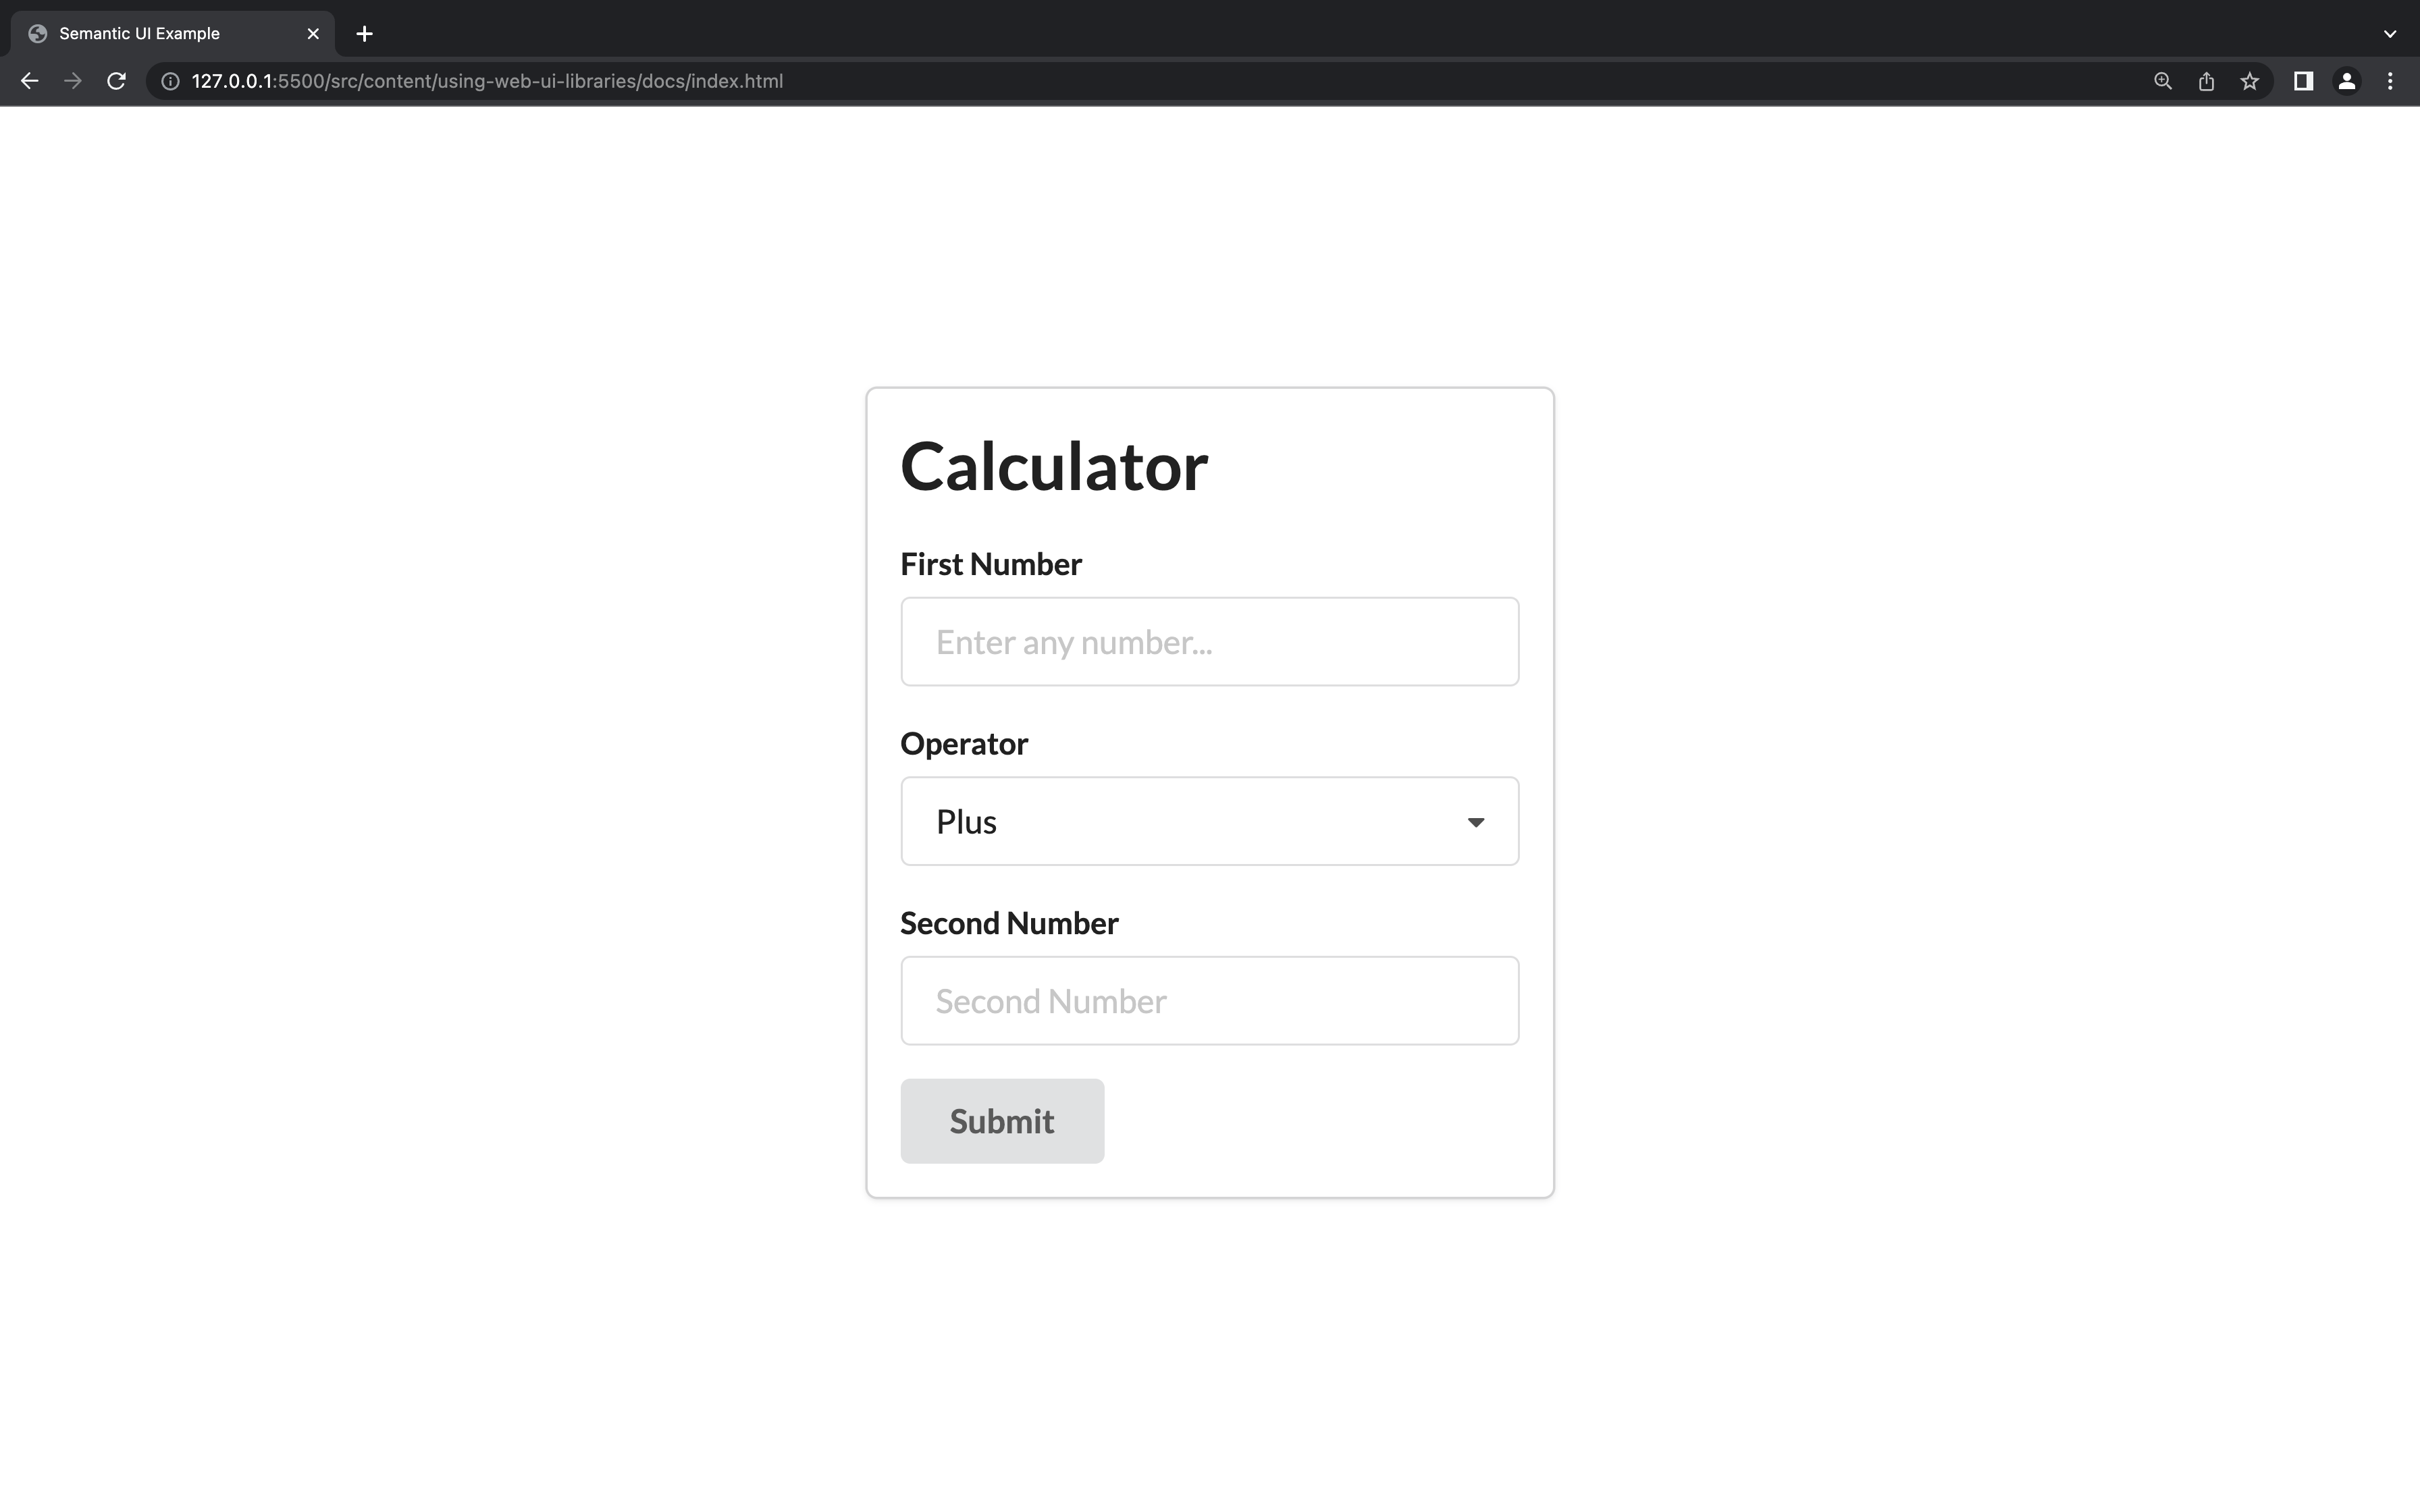 Semantic UI Example
127.0.0.1:5500/src/content/using-web-ui-libraries/docs/index.html
Calculator
First Number
Enter any number...
Operator
Plus
Second Number
Second Number
Submit